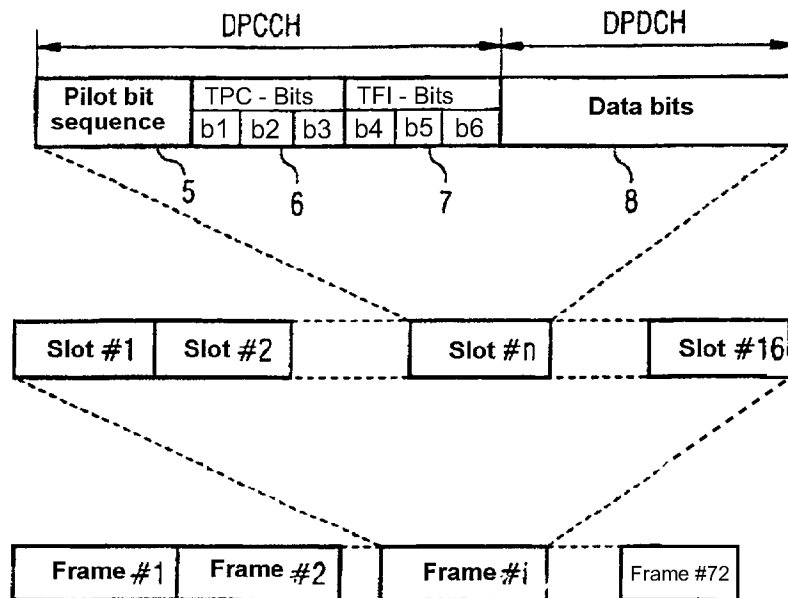 DPCCH DPDCH
Pilot bit sequence TPC - Bits TFI - Bits Data bits
b1 b2 b3 b4 b5 b6
5 6 7 8
Slot #1 Slot #2 Slot #n Slot #16
Frame #1 Frame #2 Frame #i Frame #72